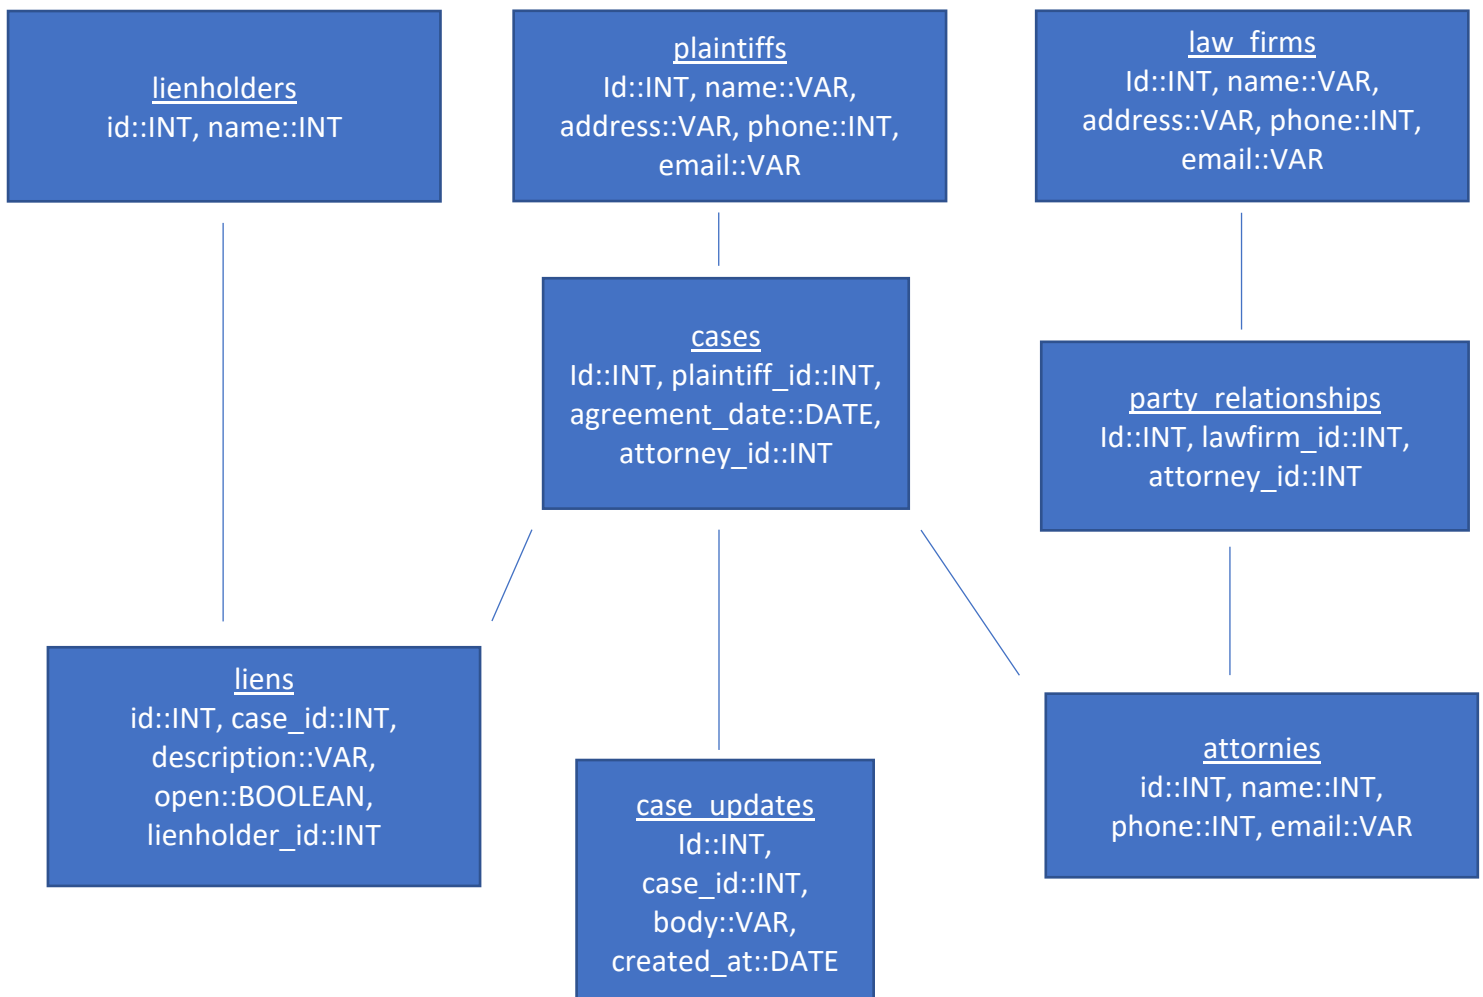 lienholders
id::INT, name::INT
plaintiffs
Id::INT, name::VAR,
address::VAR, phone::INT,
email::VAR
law_firms
Id::INT, name::VAR,
address::VAR, phone::INT,
email::VAR
cases
Id::INT, plaintiff_id::INT,
agreement_date::DATE,
attorney_id::INT
party_relationships
Id::INT, lawfirm_id::INT,
attorney_id::INT
liens
id::INT, case_id::INT,
description::VAR,
open::BOOLEAN,
lienholder_id::INT
case_updates
Id::INT,
case_id::INT,
body::VAR,
created_at::DATE
attornies
id::INT, name::INT,
phone::INT, email::VAR